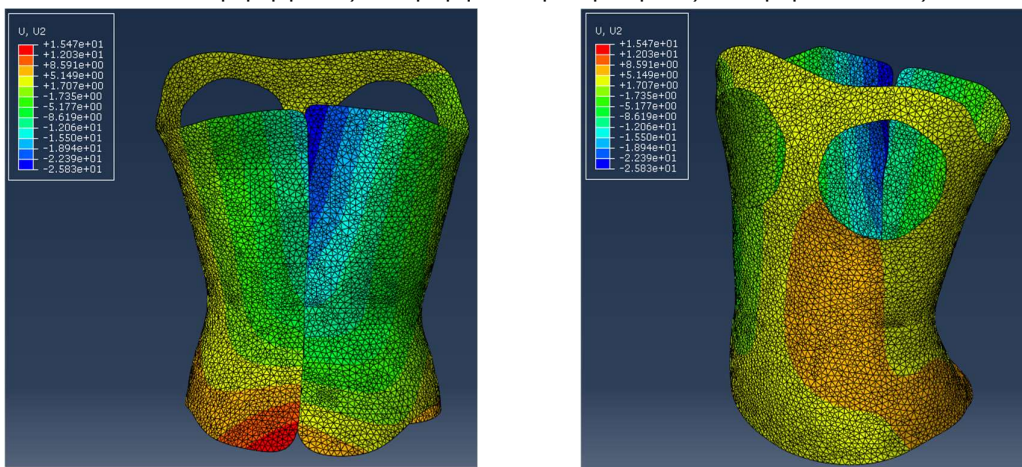 U, U2
+1.547e+01
+1.203e+01
+8.591e+00
+5.149e+00
+1.707e+00
-1.735e+00
-5.177e+00
-8.619e+00
-1.206e+01
-1.550e+01
-1.894e+01
-2.239e+01
-2.583e+01
U, U2
+1.547e+01
+1.203e+01
+8.591e+00
+5.149e+00
+1.707e+00
-1.735e+00
-5.177e+00
-8.619e+00
-1.206e+01
-1.550e+01
-1.894e+01
-2.239e+01
-2.583e+01